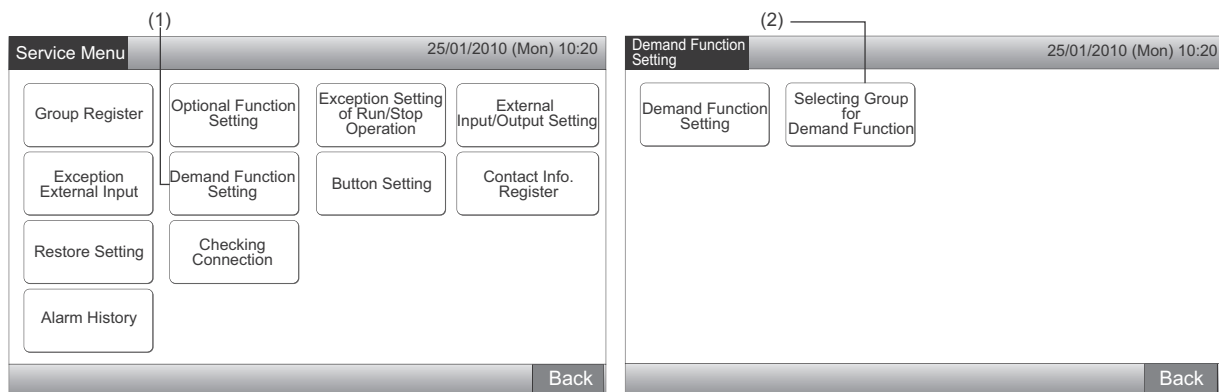 (1)
Service Menu
25/01/2010 (Mon) 10:20
Group Register
Optional Function
Setting
Exception Setting
of Run/Stop
Operation
External
Input/Output Setting
Exception
External Input
Demand Function
Setting
Button Setting
Contact Info.
Register
Restore Setting
Checking
Connection
Alarm History
Back
(2)
Demand Function
Setting
25/01/2010 (Mon) 10:20
Demand Function
Setting
Selecting Group
for
Demand Function
Back